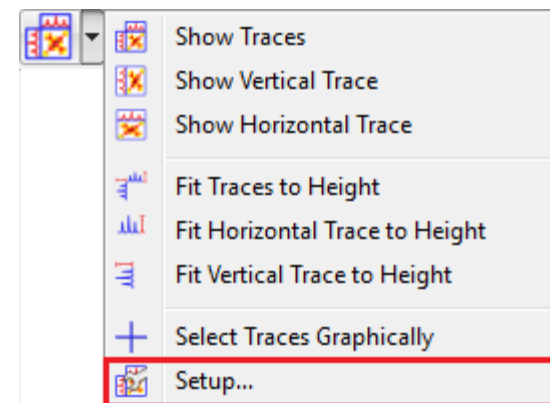 Show Traces
Show Vertical Trace
Show Horizontal Trace
Fit Traces to Height
Fit Horizontal Trace to Height
Fit Vertical Trace to Height
Select Traces Graphically
Setup...